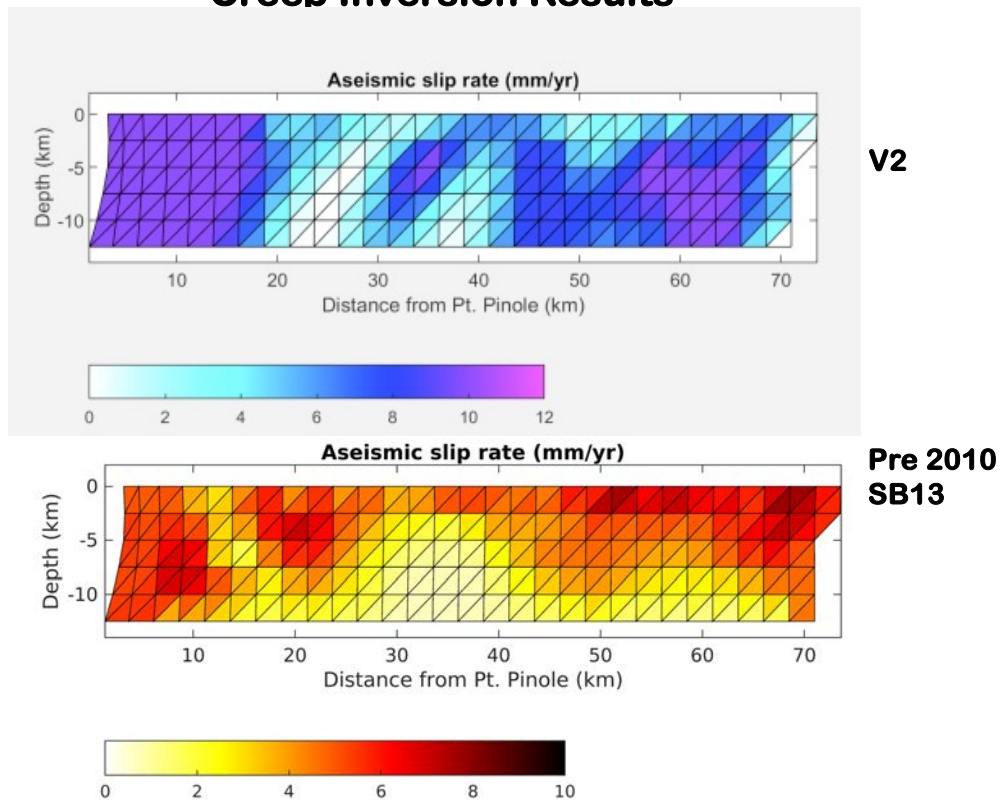 Creep Inversion Results
Aseismic slip rate (mm/yr)
V2
0
-5
-10
Depth (km)
10 20 30 40 50 60 70
Distance from Pt. Pinole (km)
0 2 4 6 8 10 12
Aseismic slip rate (mm/yr)
Pre 2010
SB13
0
-5
-10
Depth (km)
10 20 30 40 50 60 70
Distance from Pt. Pinole (km)
0 2 4 6 8 10